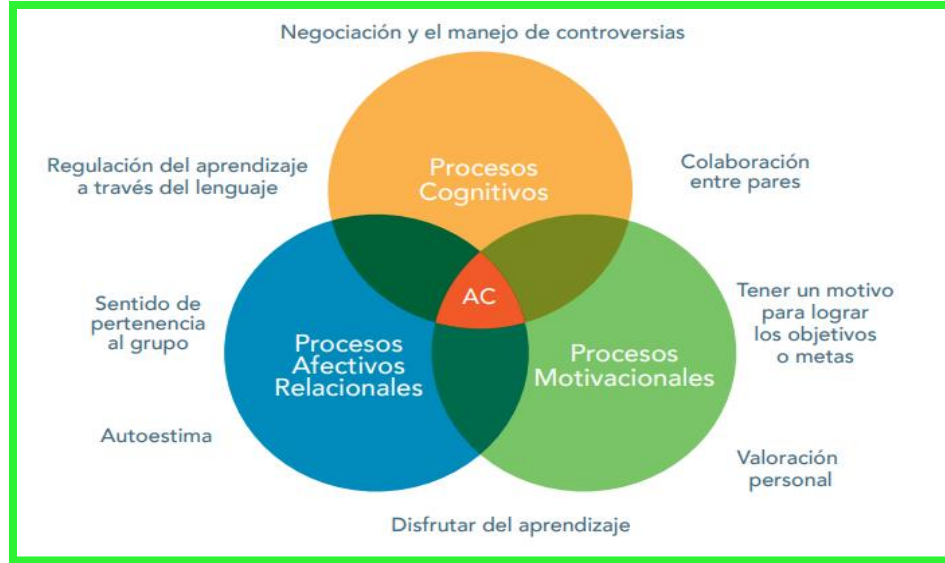 Negociación y el manejo de controversias
Regulación del aprendizaje
a través del lenguaje
Procesos
Cognitivos
Colaboración
entre pares
Sentido de
pertenencia
al grupo
AC
Tener un motivo
para lograr
los objetivos
o metas
Procesos
Afectivos
Relacionales
Procesos
Motivacionales
Autoestima
Valoración
personal
Disfrutar del aprendizaje